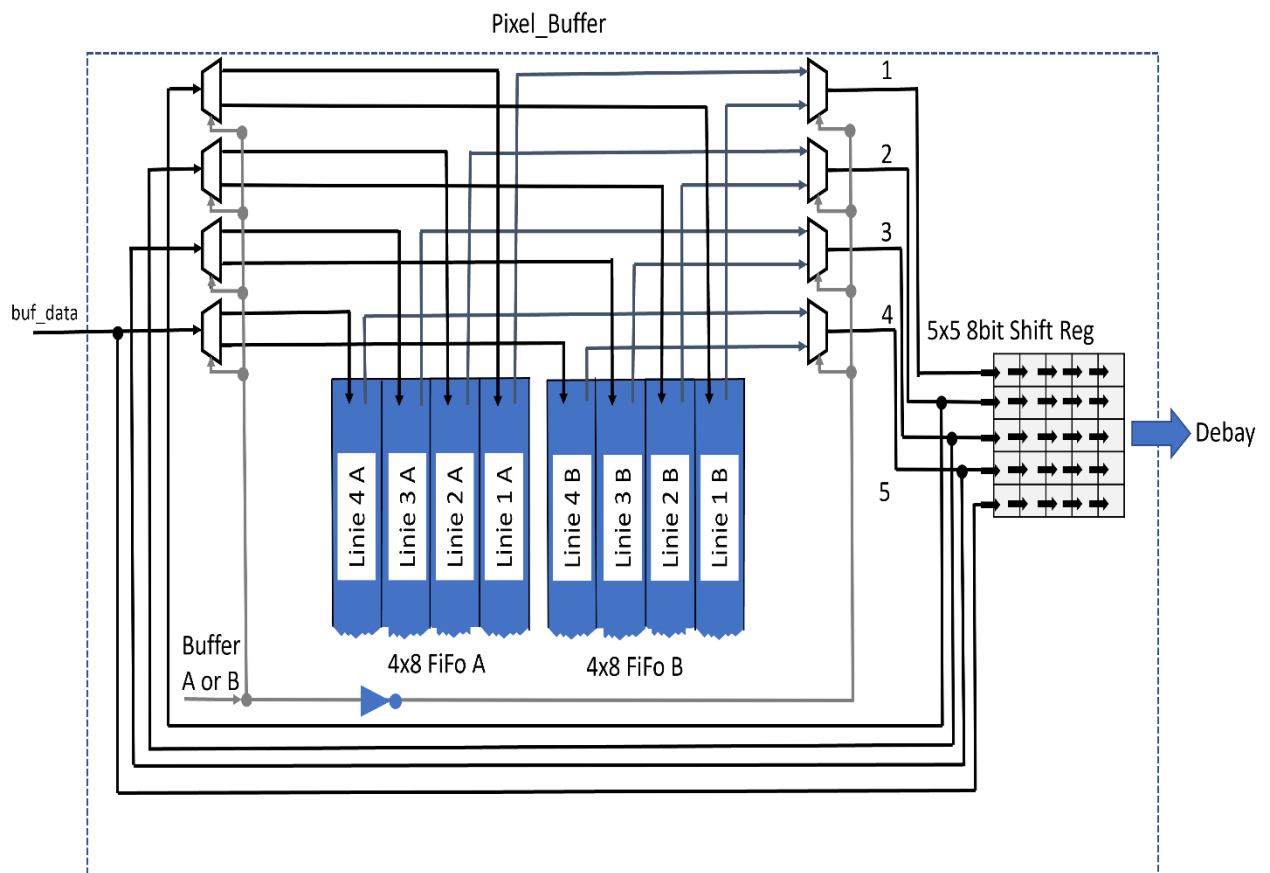 Pixel_Buffer
1
2
3
buf_data
4
5x5 8bit Shift Reg
Debay
5
Linie 4 A
Linie 3 A
Linie 2 A
Linie 1 A
Linie 4 B
Linie 3 B
Linie 2 B
Linie 1 B
Buffer
A or B
4x8 FiFo A
4x8 FiFo B